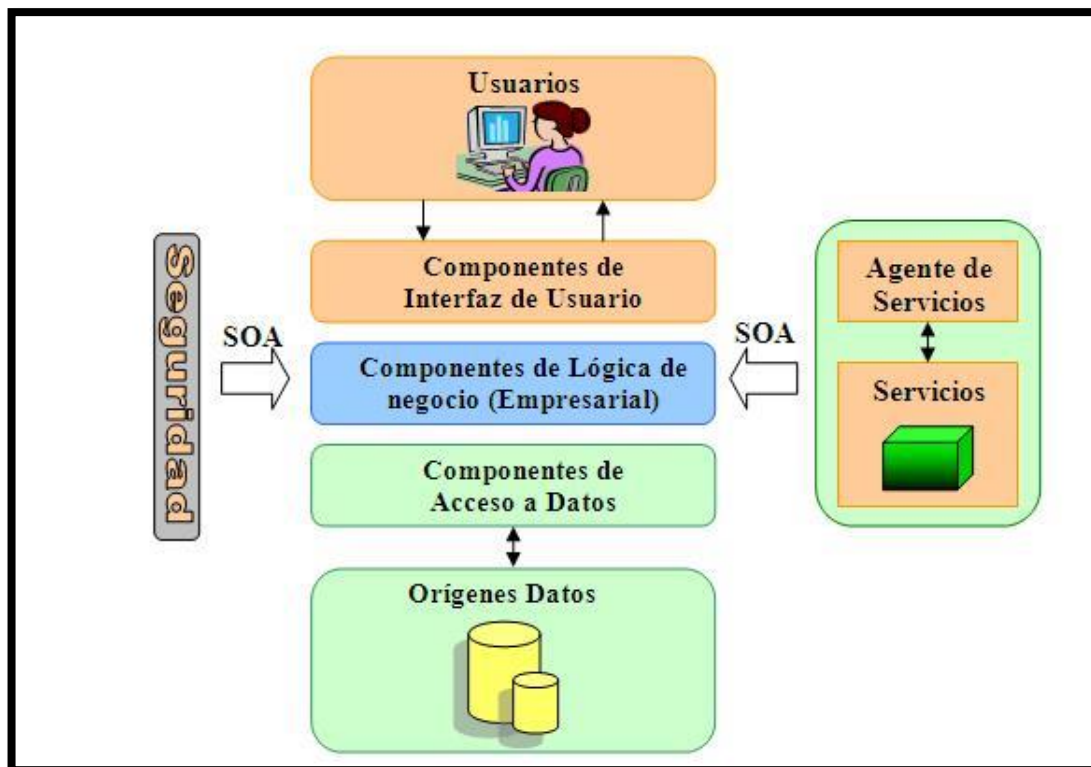 Usuarios
Componentes de
Interfaz de Usuario
Seguridad
SOA
Componentes de Lógica de
negocio (Empresarial)
SOA
Agente de
Servicios
Servicios
Componentes de
Acceso a Datos
Orígenes Datos